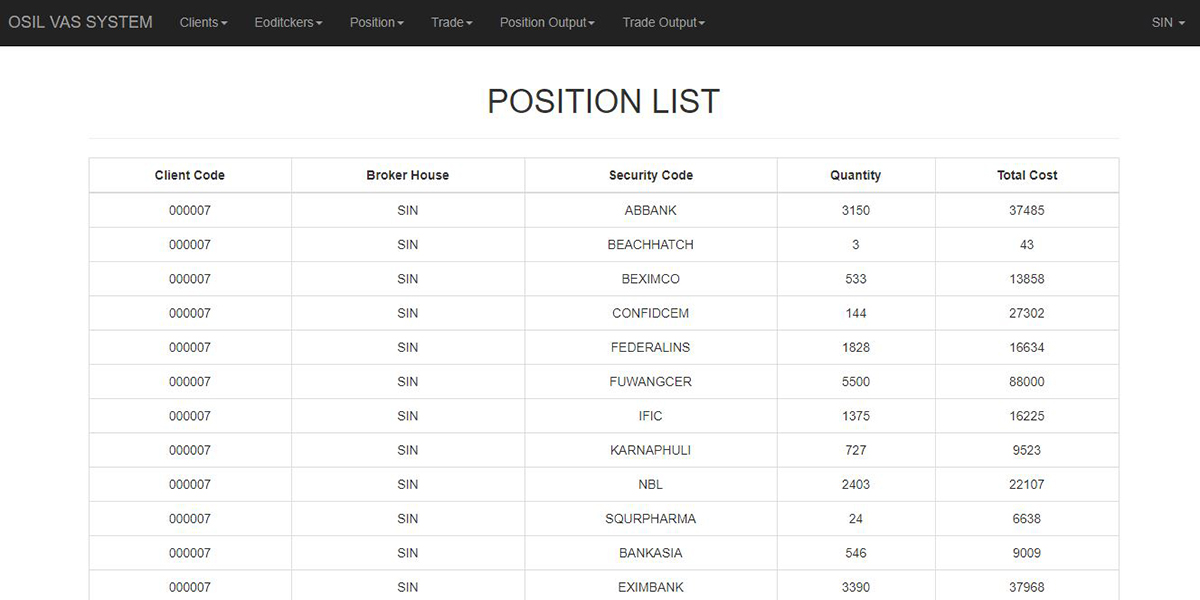 OSIL VAS SYSTEM Clients Eoditckers Position Trade Position Output Trade Output SIN
POSITION LIST
Client Code Broker House Security Code Quantity Total Cost
000007 SIN ABBANK 3150 37485
000007 SIN BEACHHATCH 3 43
000007 SIN BEXIMCO 533 13858
000007 SIN CONFIDCEM 144 27302
000007 SIN FEDERALINS 1828 16634
000007 SIN FUWANGCER 5500 88000
000007 SIN IFIC 1375 16225
000007 SIN KARNAPHULI 727 9523
000007 SIN NBL 2403 22107
000007 SIN SQURPHARMA 24 6638
000007 SIN BANKASIA 546 9009
000007 SIN EXIMBANK 3390 37968